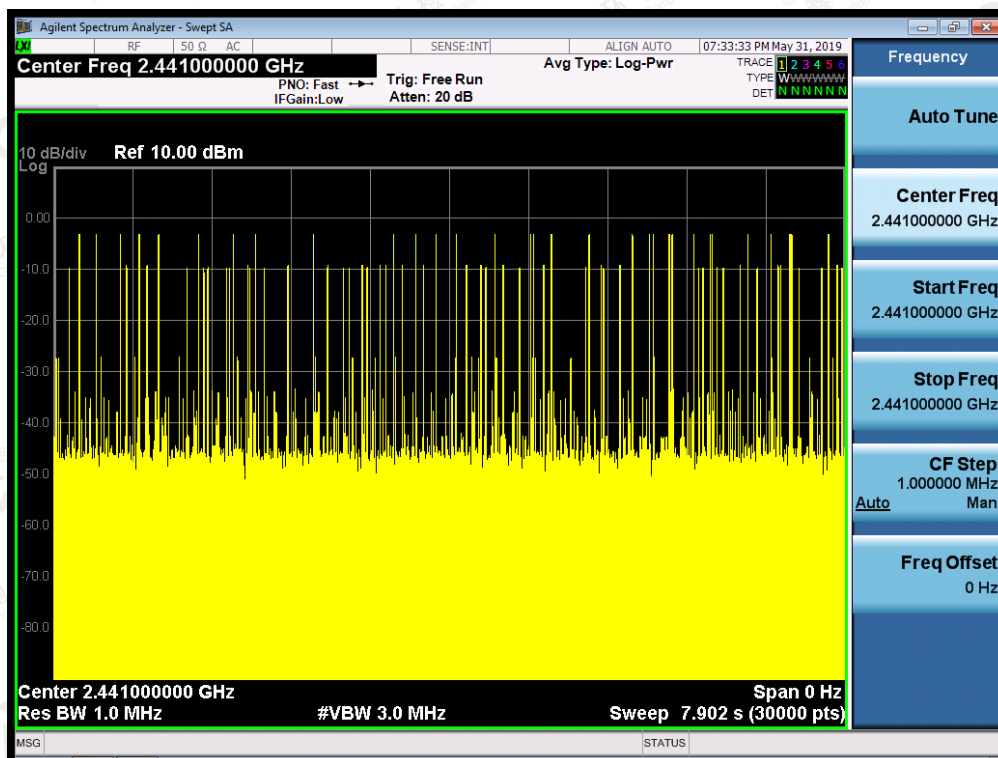 Agilent Spectrum Analyzer - Swept SA
LXI RF 50 Ω AC SENSE:INT ALIGN AUTO 07:33:33 PM May 31, 2019
Center Freq 2.441000000 GHz
PNO: Fast
IFGain:Low
Trig: Free Run
Atten: 20 dB
Avg Type: Log-Pwr
TRACE 1 2 3 4 5 6
TYPE W W W W W W
DET N N N N N N
10 dB/div
Log
Ref 10.00 dBm
0.00
-10.0
-20.0
-30.0
-40.0
-50.0
-60.0
-70.0
-80.0
Center 2.441000000 GHz
Span 0 Hz
Res BW 1.0 MHz
#VBW 3.0 MHz
Sweep 7.902 s (30000 pts)
MSG
STATUS
Frequency
Auto Tune
Center Freq
2.441000000 GHz
Start Freq
2.441000000 GHz
Stop Freq
2.441000000 GHz
CF Step
1.000000 MHz
Auto Man
Freq Offset
0 Hz